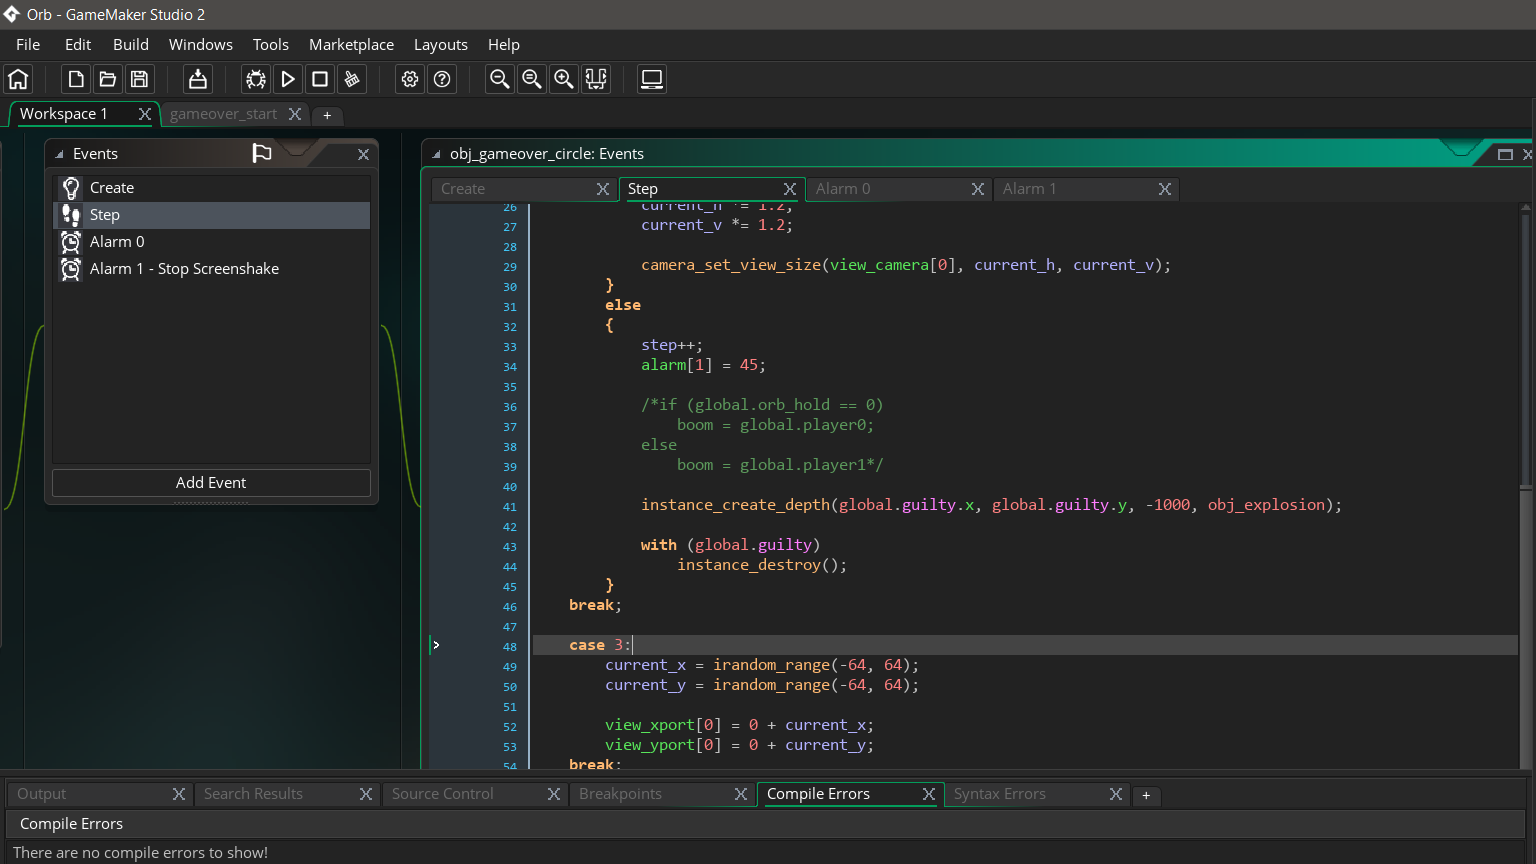 Orb - GameMaker Studio 2
File Edit Build Windows Tools Marketplace Layouts Help
Workspace 1 gameover_start +
Events
Create
Step
Alarm 0
Alarm 1 - Stop Screenshake
Add Event
obj_gameover_circle: Events
Create Step Alarm 0 Alarm 1
26 current_h *= 1.2;
27 current_v *= 1.2;
28
29 camera_set_view_size(view_camera[0], current_h, current_v);
30 }
31 else
32 {
33 step++;
34 alarm[1] = 45;
35
36 /*if (global.orb_hold == 0)
37 boom = global.player0;
38 else
39 boom = global.player1*/
40
41 instance_create_depth(global.guilty.x, global.guilty.y, -1000, obj_explosion);
42
43 with (global.guilty)
44 instance_destroy();
45 }
46 break;
47
48 case 3:
49 current_x = irandom_range(-64, 64);
50 current_y = irandom_range(-64, 64);
51
52 view_xport[0] = 0 + current_x;
53 view_yport[0] = 0 + current_y;
54 break;
Output Search Results Source Control Breakpoints Compile Errors Syntax Errors +
Compile Errors
There are no compile errors to show!